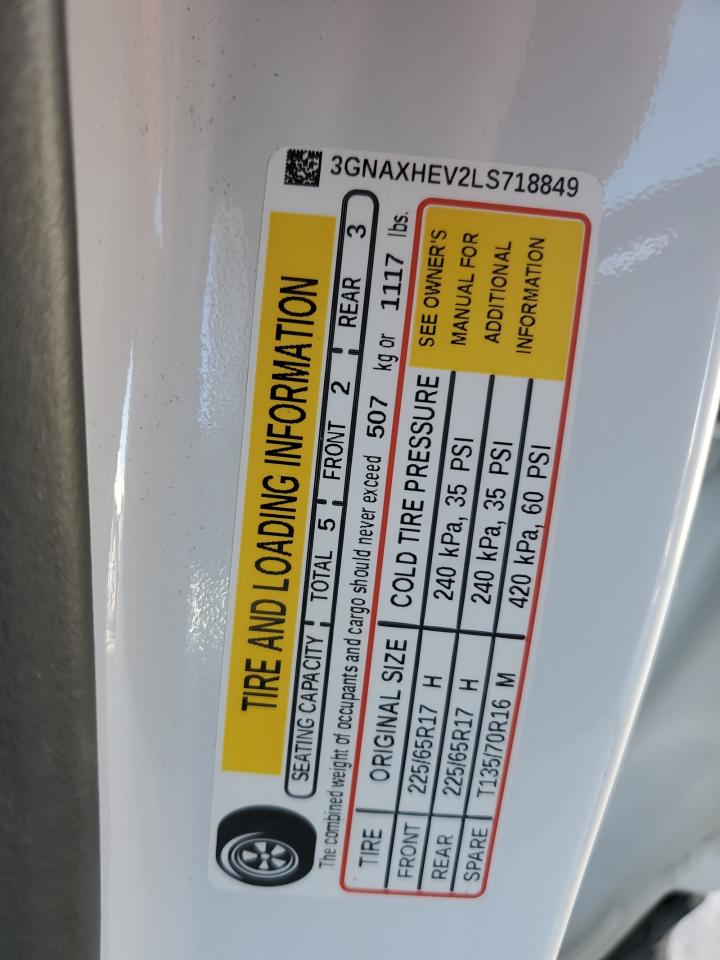 3GNAXHEV2LS718849
TIRE AND LOADING INFORMATION
SEATING CAPACITY TOTAL 5 FRONT 2 REAR 3
The combined weight of occupants and cargo should never exceed 507 kg or 1117 lbs.
TIRE ORIGINAL SIZE COLD TIRE PRESSURE
FRONT 225/65R17 H 240 kPa, 35 PSI
REAR 225/65R17 H 240 kPa, 35 PSI
SPARE T135/70R16 M 420 kPa, 60 PSI
SEE OWNER'S
MANUAL FOR
ADDITIONAL
INFORMATION